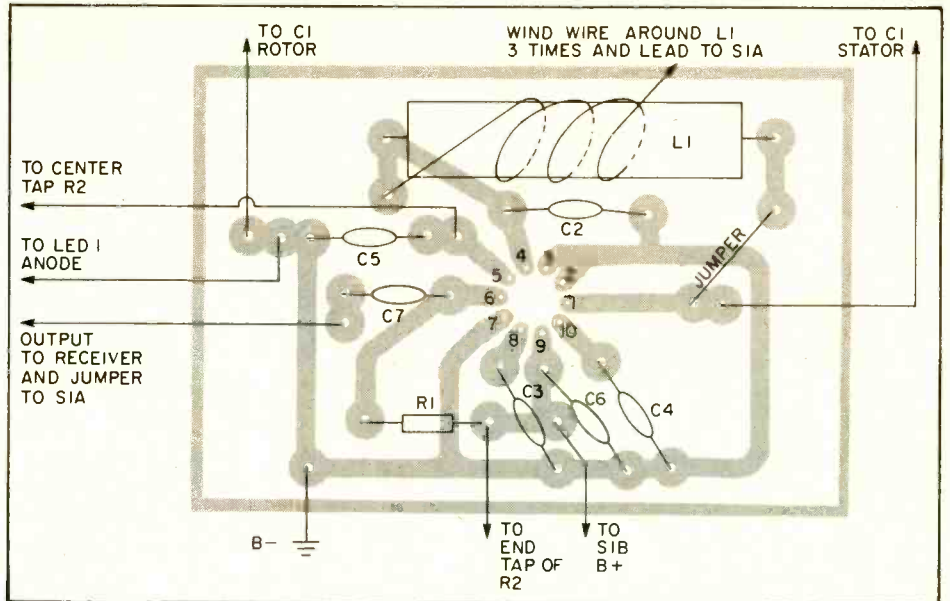 TO C1
ROTOR
WIND WIRE AROUND L1
3 TIMES AND LEAD TO S1A
TO C1
STATOR
L1
TO CENTER
TAP R2
C2
TO LED 1
ANODE
C5
JUMPER
4
3
5
6
1
7
10
8
9
C7
OUTPUT
TO RECEIVER
AND JUMPER
TO S1A
C3
C6
C4
R1
B-
TO
END
TAP OF
R2
TO
S1B
B+